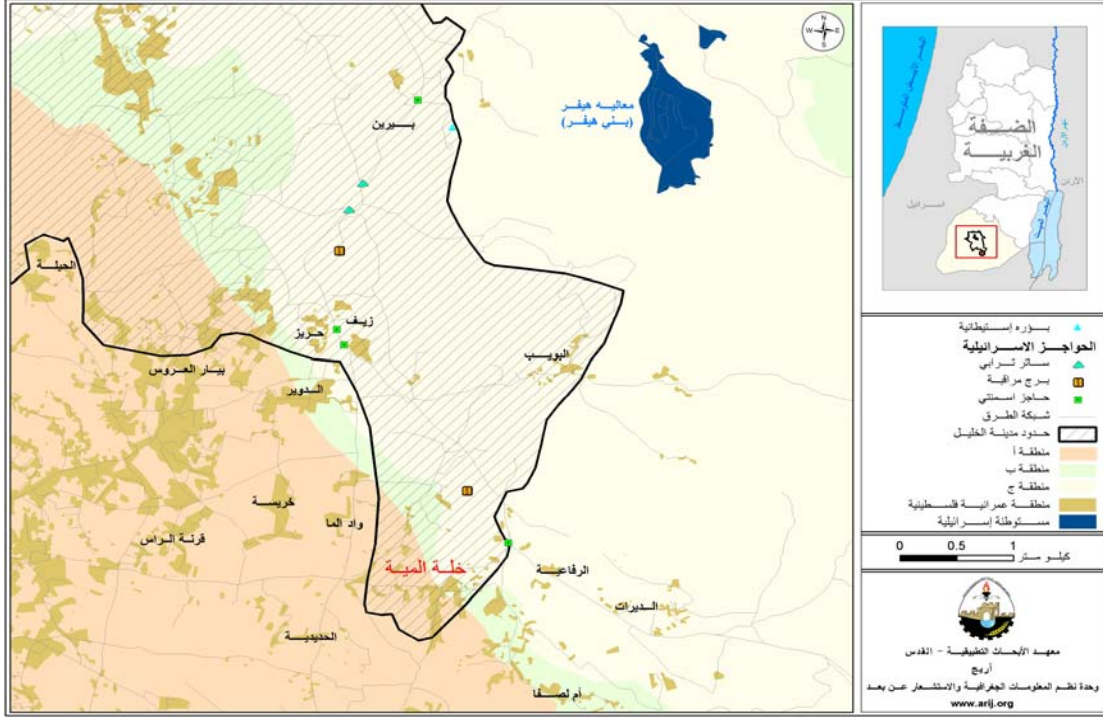 N
W E
S
معاليه هيفر
(بني هيفر)
بيرين
الحيلة
زيف
حريز
البويب
بيار العروس
الدوير
خريسة
واد الما
قرنة الراس
خلة المية
الرفاعية
الديرات
الحديدية
أم لصفا
البحر الأبيض المتوسط
الضفة
الغربية
نهر الأردن
الأردن
اسرائيل
البحر الميت
بؤره إستيطانية
الحواجز الاسرائيلية
ساتر ترابي
برج مراقبة
حاجز اسمنتي
شبكة الطرق
حدود مدينة الخليل
منطقة أ
منطقة ب
منطقة ج
منطقة عمرانية فلسطينية
مستوطنة إسرائيلية
0 0.5 1
كيلو متر
معهد الأبحاث التطبيقية - القدس
أريج
وحدة نظم المعلومات الجغرافية والاستشعار عن بعد
www.arij.org